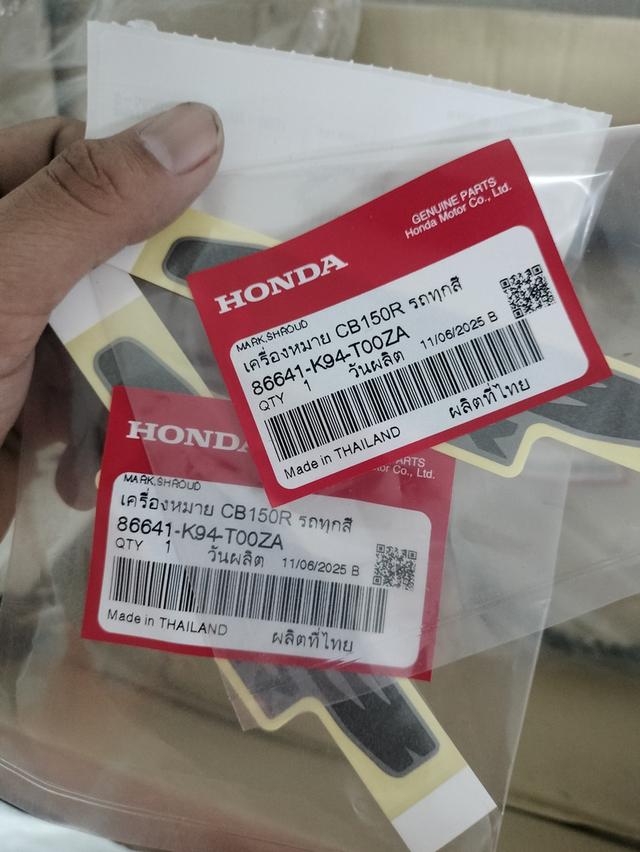 GENUINE PARTS
Honda Motor Co., Ltd.
HONDA
MARK,SHROUD
เครื่องหมาย CB150R รถทุกสี
86641-K94-T00ZA
QTY 1 วันผลิต 11/06/2025 B
Made in THAILAND ผลิตที่ไทย
HONDA
ARTS
or Co., Ltd.
MARK,SHROUD
เครื่องหมาย CB150R รถทุกสี
86641-K94-T00ZA
QTY 1 วันผลิต 11/06/2025 B
Made in THAILAND ผลิตที่ไทย